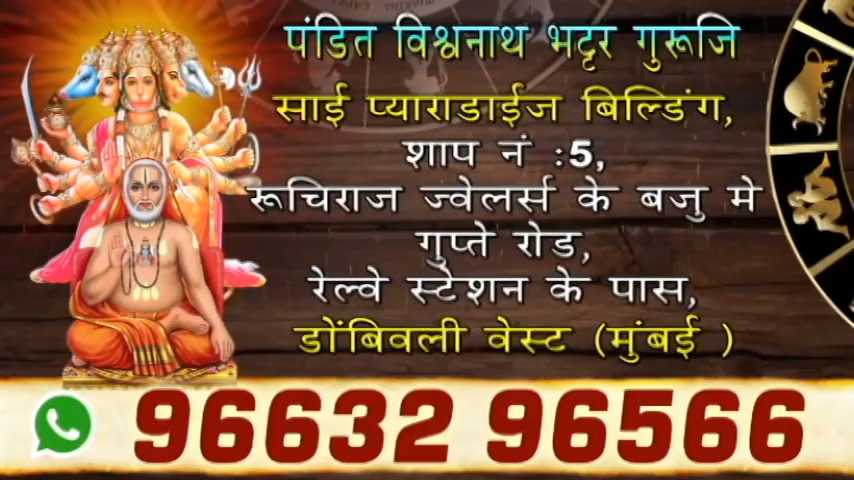 पंडित विश्वनाथ भट्टर गुरूजि
साई प्याराडाईज बिल्डिंग,
शाप नं :5,
रूचिराज ज्वेलर्स के बजु मे
गुप्ते रोड,
रेल्वे स्टेशन के पास,
डोंबिवली वेस्ट (मुंबई )
96632 96566